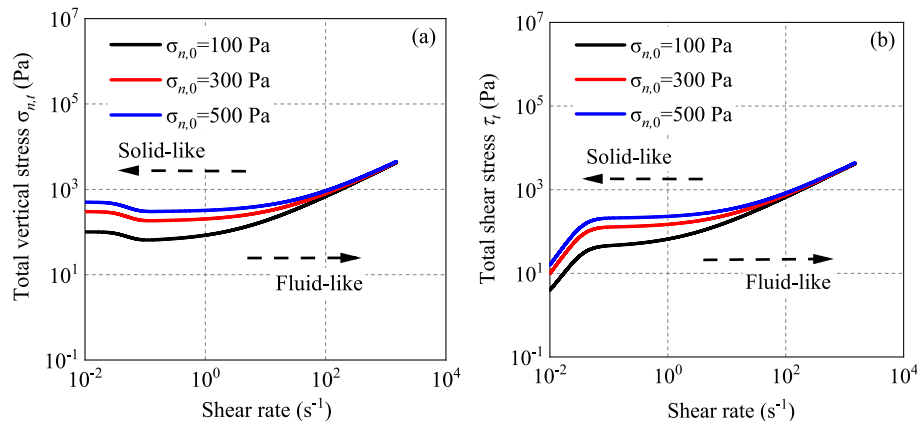 (a)
σn,0=100 Pa
σn,0=300 Pa
σn,0=500 Pa
Solid-like
Fluid-like
Total vertical stress σn,t (Pa)
10^7
10^5
10^3
10^1
10^-1
10^-2
10^0
10^2
10^4
Shear rate (s^-1)
(b)
σn,0=100 Pa
σn,0=300 Pa
σn,0=500 Pa
Solid-like
Fluid-like
Total shear stress τt (Pa)
10^7
10^5
10^3
10^1
10^-1
10^-2
10^0
10^2
10^4
Shear rate (s^-1)